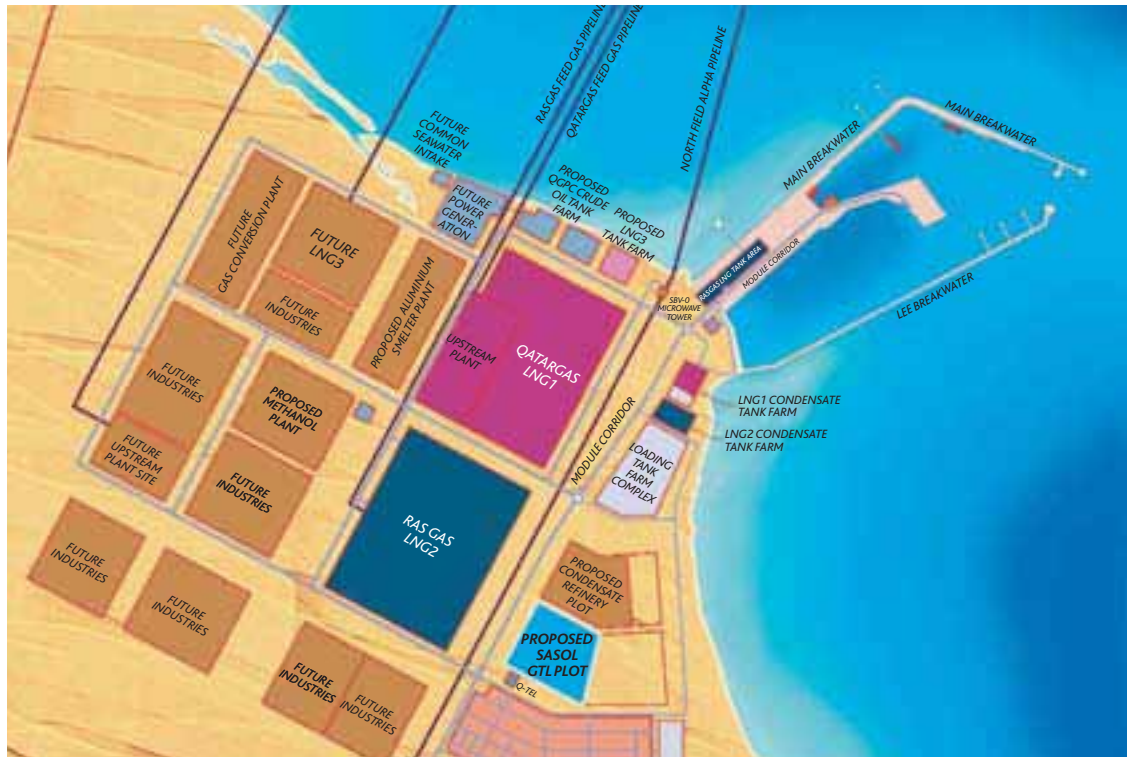 RASGAS FEED GAS PIPELINE
QATARGAS FEED GAS PIPELINE
NORTH FIELD ALPHA PIPELINE
MAIN BREAKWATER
MAIN BREAKWATER
LEE BREAKWATER
FUTURE
COMMON
SEAWATER
INTAKE
FUTURE
POWER
GENER-
ATION
PROPOSED
QGPC CRUDE
OIL TANK
FARM
PROPOSED
LNG3
TANK FARM
RASGAS LNG TANK AREA
MODULE CORRIDOR
SBV-0
MICROWAVE
TOWER
FUTURE
GAS CONVERSION PLANT
FUTURE
LNG3
FUTURE
INDUSTRIES
PROPOSED ALUMINIUM
SMELTER PLANT
UPSTREAM
PLANT
QATARGAS
LNG1
LNG1 CONDENSATE
TANK FARM
LNG2 CONDENSATE
TANK FARM
LOADING
TANK
FARM
COMPLEX
MODULE CORRIDOR
FUTURE
INDUSTRIES
PROPOSED
METHANOL
PLANT
FUTURE
UPSTREAM
PLANT SITE
FUTURE
INDUSTRIES
RAS GAS
LNG2
FUTURE
INDUSTRIES
FUTURE
INDUSTRIES
PROPOSED
CONDENSATE
REFINERY
PLOT
PROPOSED
SASOL
GTL PLOT
Q-TEL
FUTURE
INDUSTRIES
FUTURE
INDUSTRIES